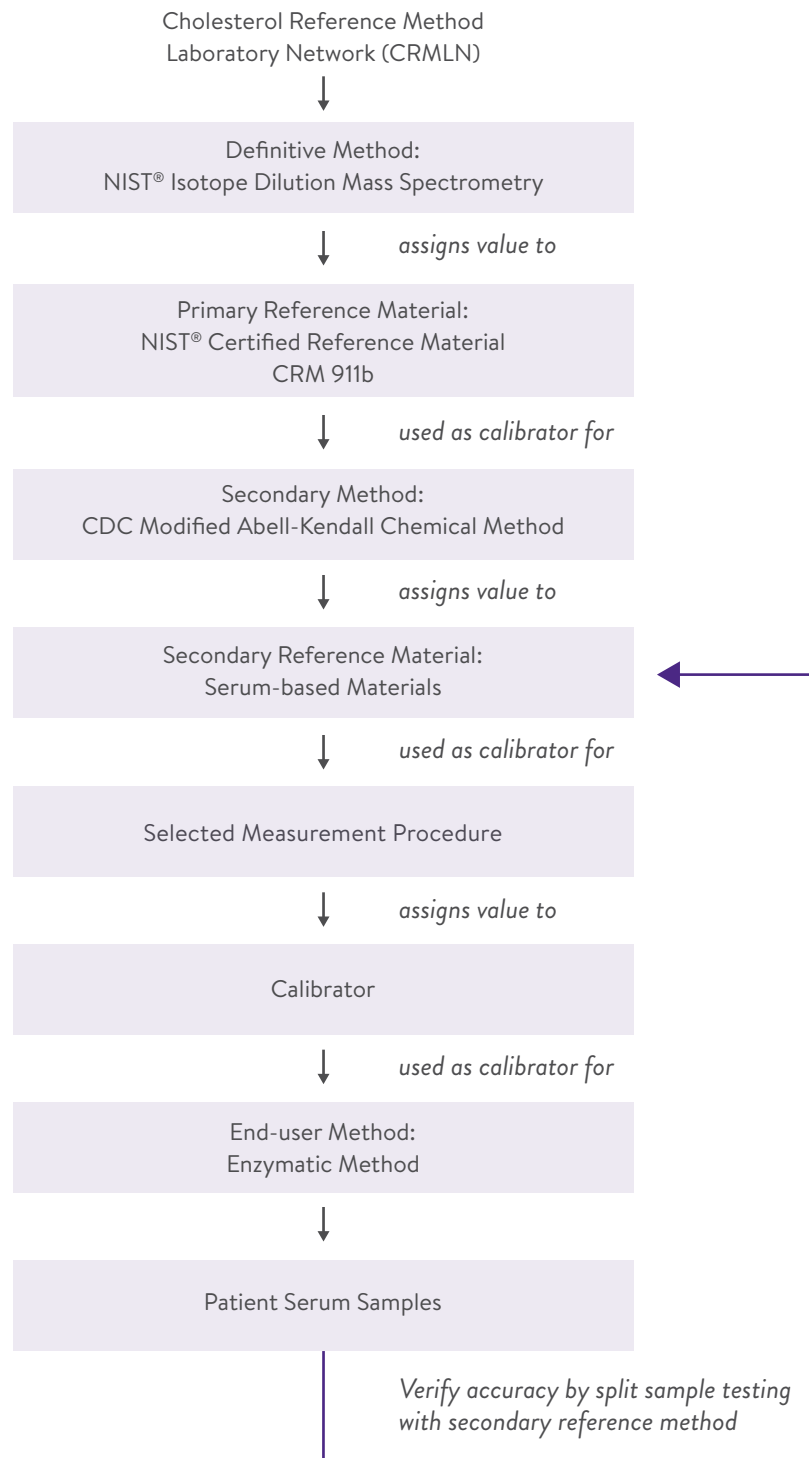 Cholesterol Reference Method
Laboratory Network (CRMLN)
Definitive Method:
NIST® Isotope Dilution Mass Spectrometry
assigns value to
Primary Reference Material:
NIST® Certified Reference Material
CRM 911b
used as calibrator for
Secondary Method:
CDC Modified Abell-Kendall Chemical Method
assigns value to
Secondary Reference Material:
Serum-based Materials
used as calibrator for
Selected Measurement Procedure
assigns value to
Calibrator
used as calibrator for
End-user Method:
Enzymatic Method
Patient Serum Samples
Verify accuracy by split sample testing
with secondary reference method